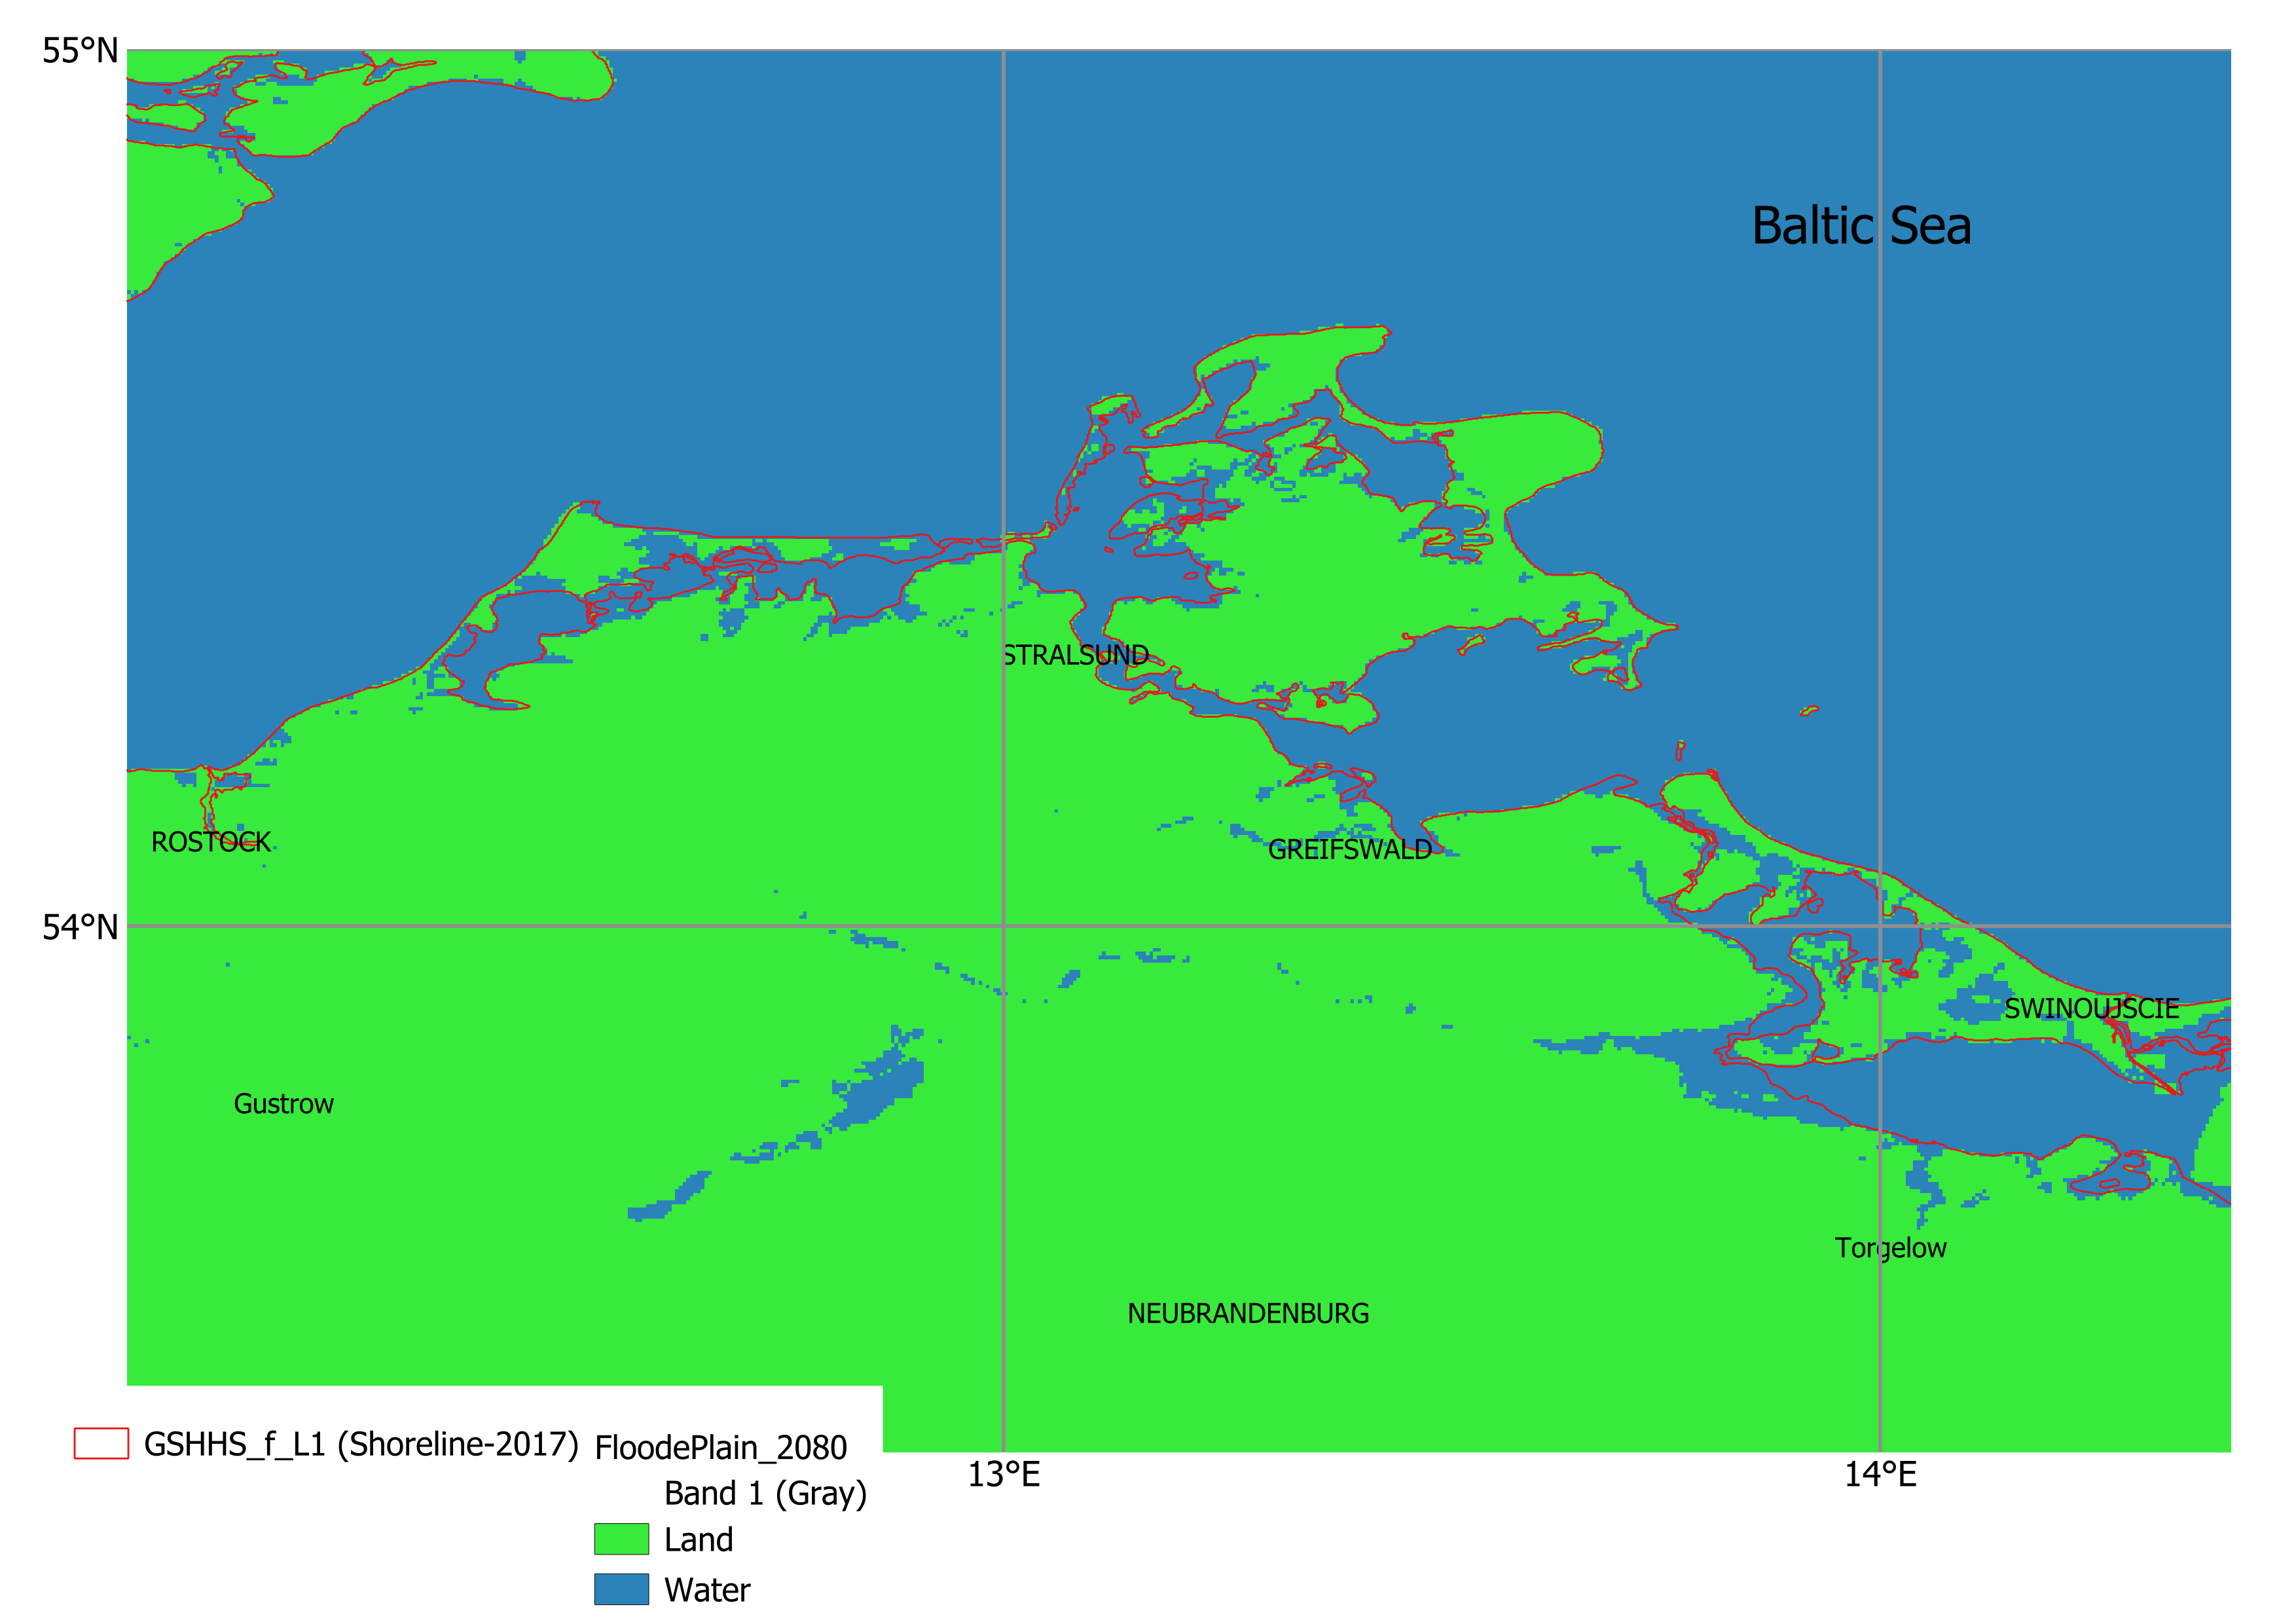 55°N
Baltic Sea
STRALSUND
ROSTOCK
GREIFSWALD
54°N
SWINOUJSCIE
Gustrow
Torgelow
NEUBRANDENBURG
GSHHS_f_L1 (Shoreline-2017)
FloodePlain_2080
13°E
14°E
Band 1 (Gray)
Land
Water